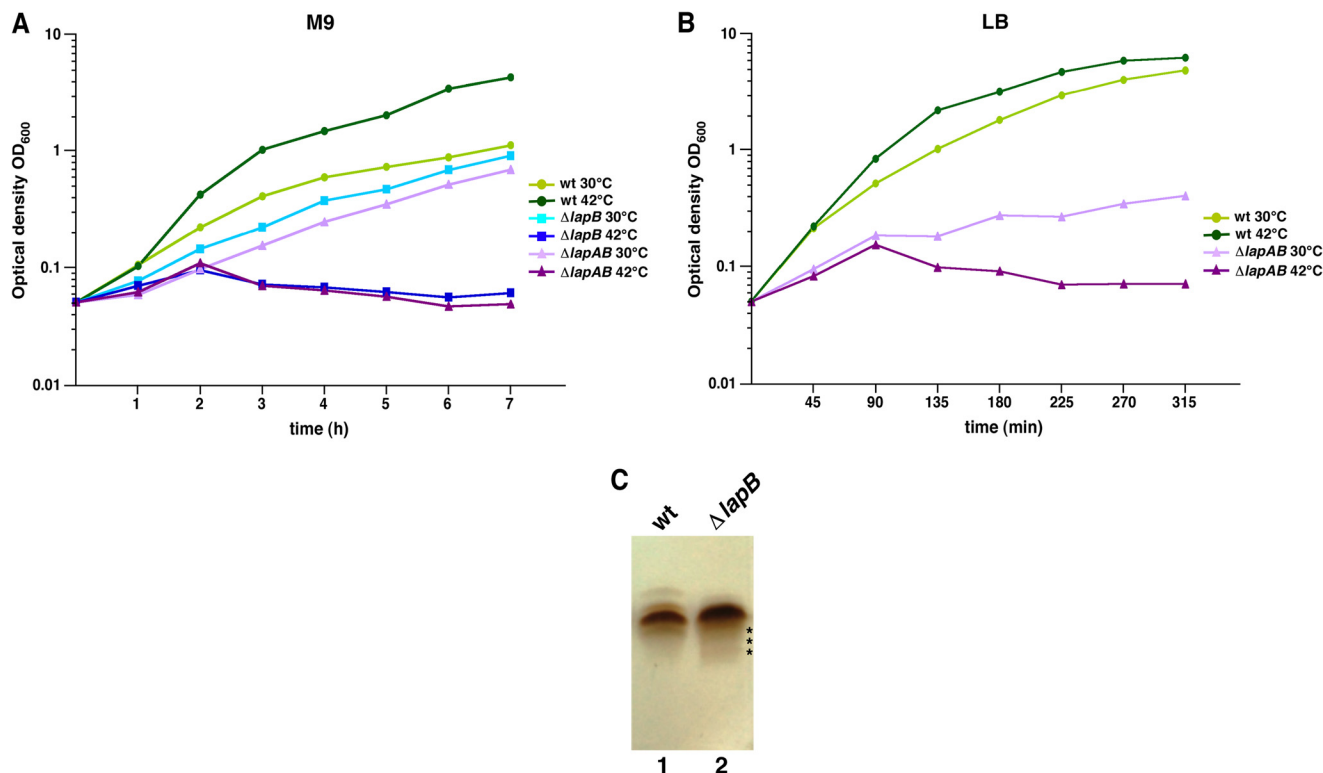 A
M9
Optical density OD600
10
1
0.1
0.01
1 2 3 4 5 6 7
time (h)
wt 30°C
wt 42°C
ΔlapB 30°C
ΔlapB 42°C
ΔlapAB 30°C
ΔlapAB 42°C
B
LB
Optical density OD600
10
1
0.1
0.01
45 90 135 180 225 270 315
time (min)
wt 30°C
wt 42°C
ΔlapAB 30°C
ΔlapAB 42°C
C
wt
ΔlapB
*
*
*
1 2